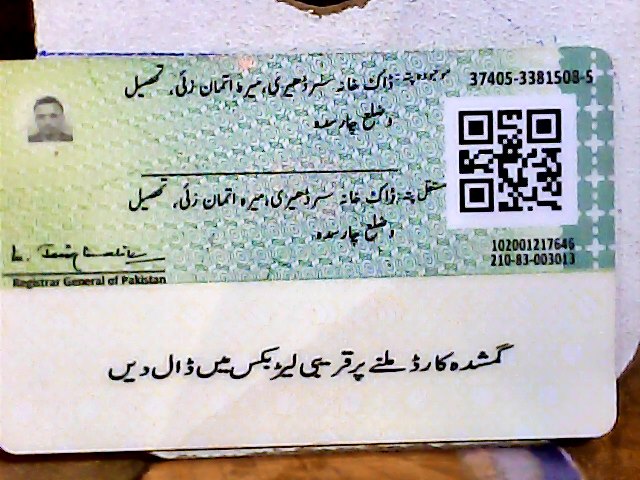 موجودہ پتہ: ڈاک خانہ سر ڈھیری، میرہ اتمان زئی، تحصیل
و ضلع چارسدہ
37405-3381508-5
مستقل پتہ: ڈاک خانہ سر ڈھیری، میرہ اتمان زئی، تحصیل
و ضلع چارسدہ
102001217646
210-83-003013
Registrar General of Pakistan
گمشدہ کارڈ ملنے پر قریبی لیٹر بکس میں ڈال دیں